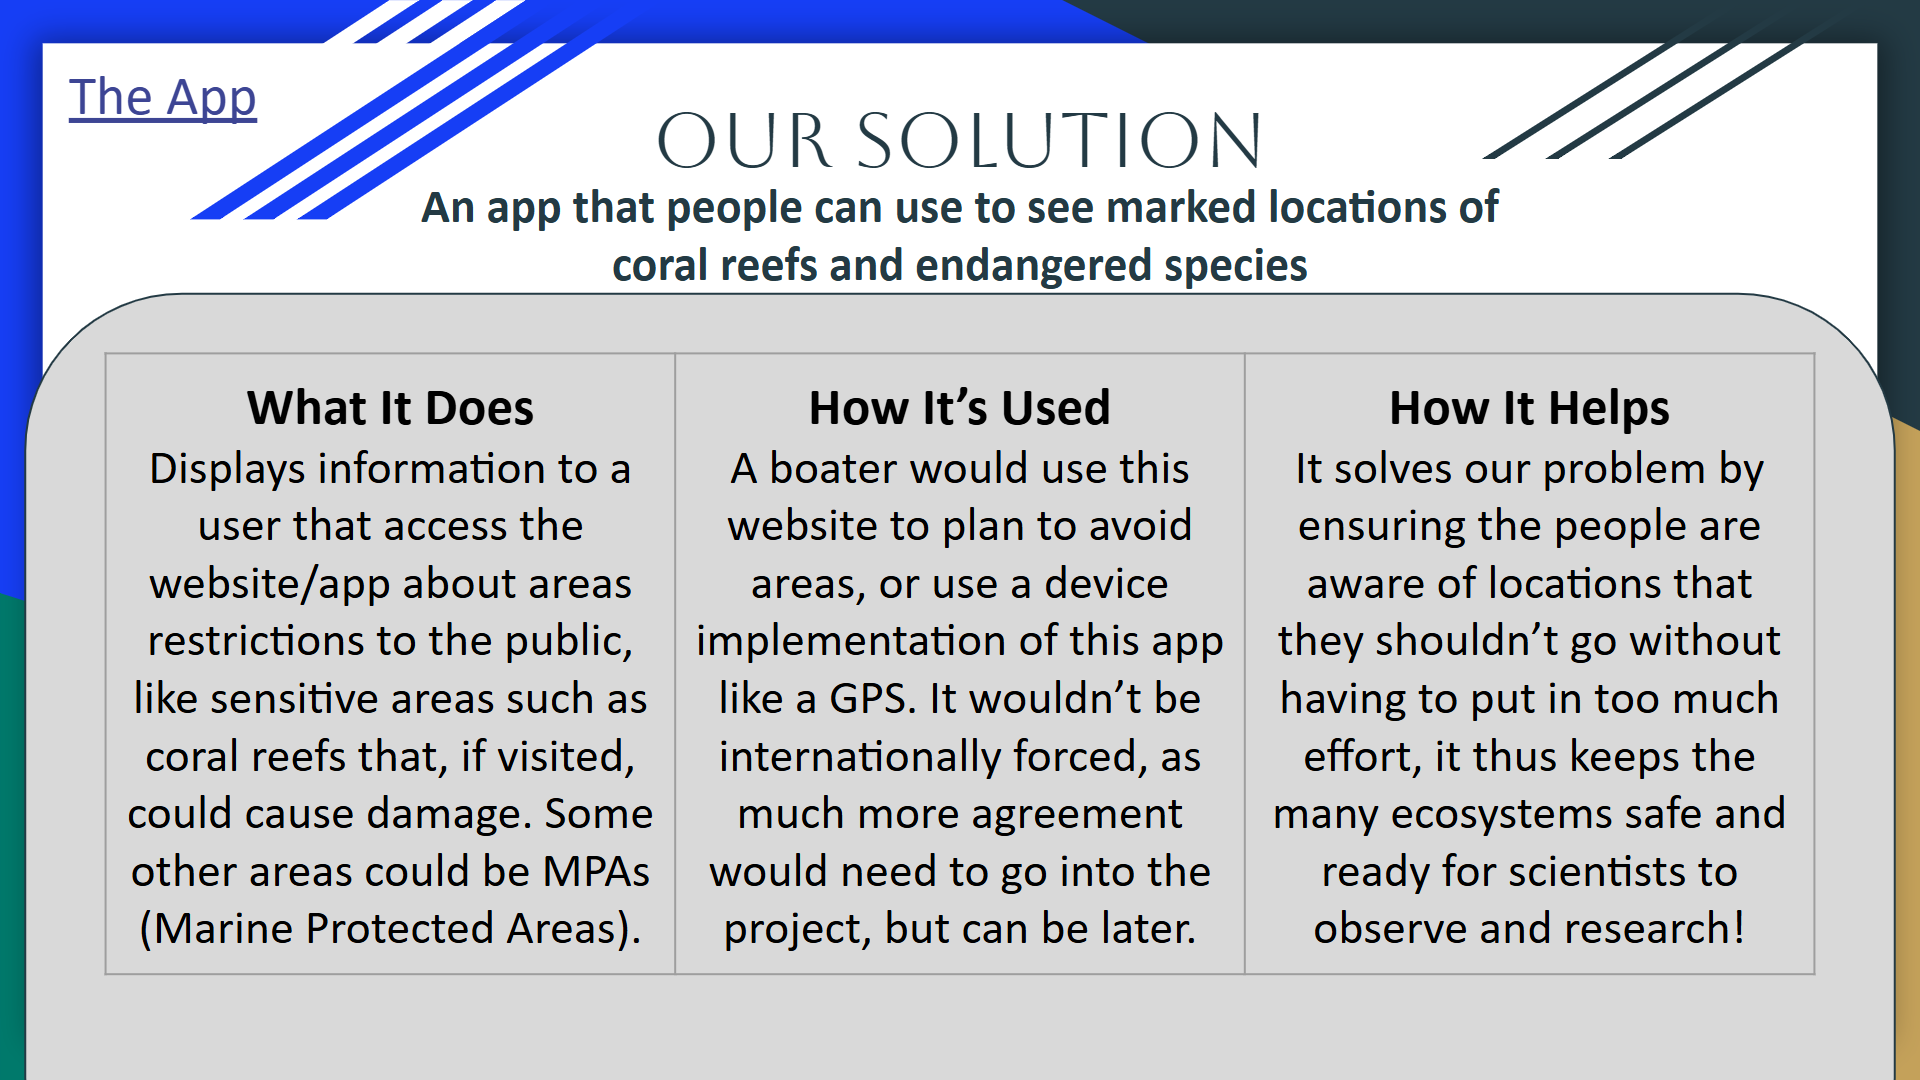 The App
OUR SOLUTION
An app that people can use to see marked locations of
coral reefs and endangered species
What It Does
Displays information to a
user that access the
website/app about areas
restrictions to the public,
like sensitive areas such as
coral reefs that, if visited,
could cause damage. Some
other areas could be MPAs
(Marine Protected Areas).
How It’s Used
A boater would use this
website to plan to avoid
areas, or use a device
implementation of this app
like a GPS. It wouldn’t be
internationally forced, as
much more agreement
would need to go into the
project, but can be later.
How It Helps
It solves our problem by
ensuring the people are
aware of locations that
they shouldn’t go without
having to put in too much
effort, it thus keeps the
many ecosystems safe and
ready for scientists to
observe and research!